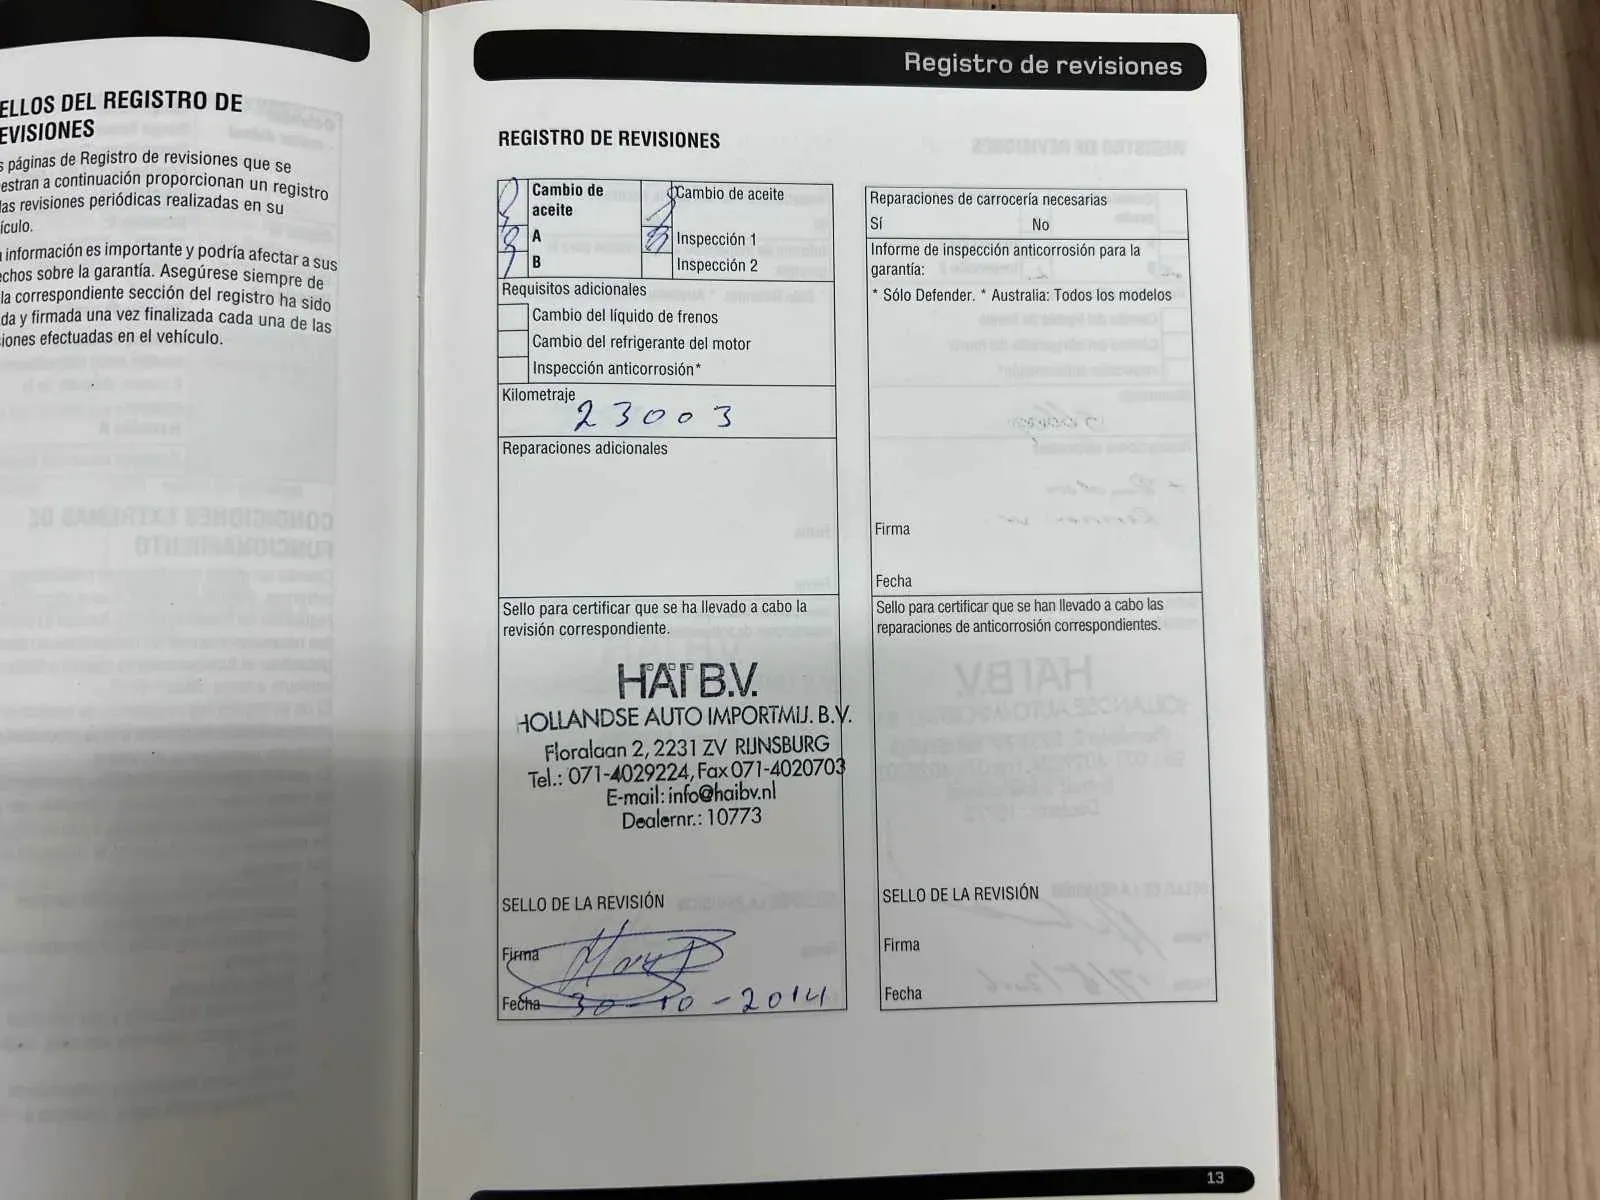 ELLOS DEL REGISTRO DE
EVISIONES
s páginas de Registro de revisiones que se
estran a continuación proporcionan un registro
las revisiones periódicas realizadas en su
ículo.
información es importante y podría afectar a sus
echos sobre la garantía. Asegúrese siempre de
la correspondiente sección del registro ha sido
da y firmada una vez finalizada cada una de las
iones efectuadas en el vehículo.
Registro de revisiones
REGISTRO DE REVISIONES
Cambio de
aceite
A
B
Cambio de aceite
Inspección 1
Inspección 2
Requisitos adicionales
Cambio del líquido de frenos
Cambio del refrigerante del motor
Inspección anticorrosión*
Kilometraje
23003
Reparaciones adicionales
Sello para certificar que se ha llevado a cabo la
revisión correspondiente.
HAI B.V.
HOLLANDSE AUTO IMPORTMIJ. B.V.
Floralaan 2, 2231 ZV RIJNSBURG
Tel.: 071-4029224, Fax 071-4020703
E-mail: info@haibv.nl
Dealernr.: 10773
SELLO DE LA REVISIÓN
Firma
Fecha 30-10-2014
Reparaciones de carrocería necesarias
Sí No
Informe de inspección anticorrosión para la
garantía:
* Sólo Defender. * Australia: Todos los modelos
Firma
Fecha
Sello para certificar que se han llevado a cabo las
reparaciones de anticorrosión correspondientes.
SELLO DE LA REVISIÓN
Firma
Fecha
13